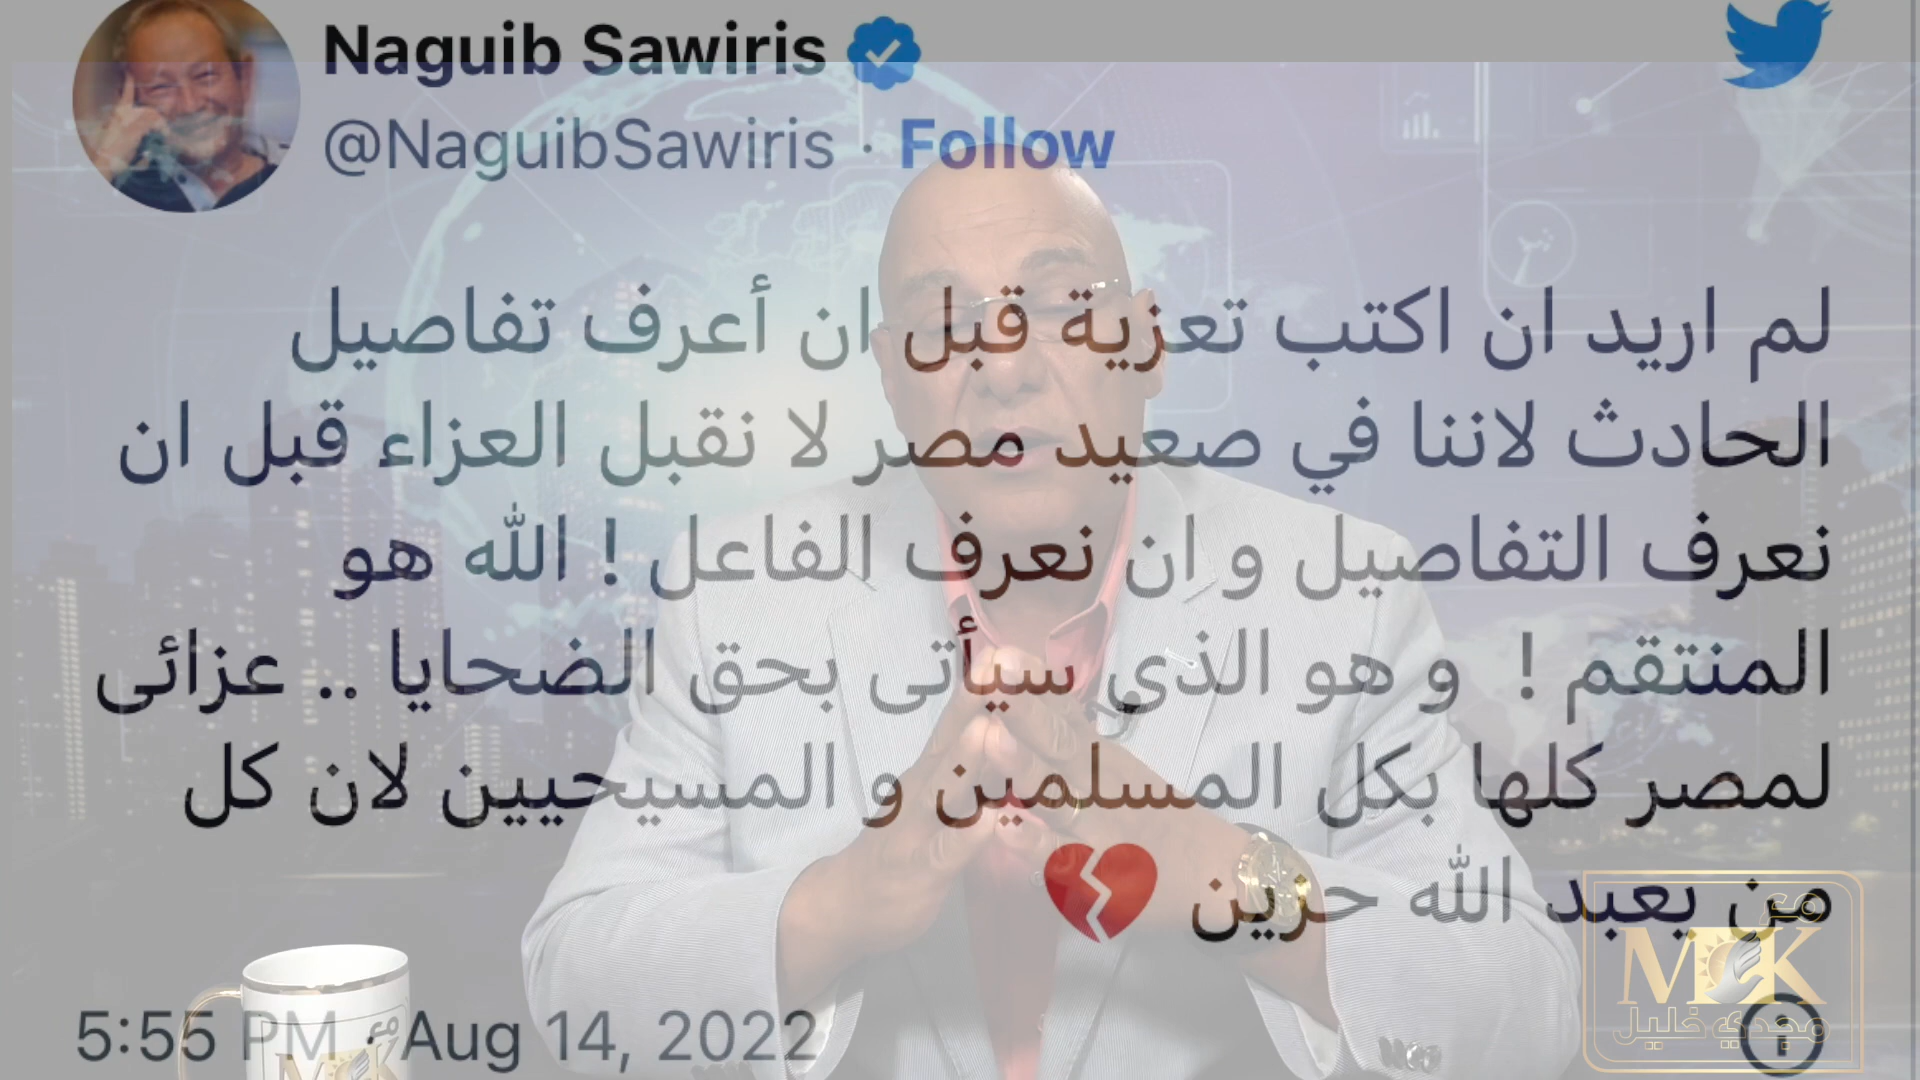 Naguib Sawiris
@NaguibSawiris · Follow
لم اريد ان اكتب تعزية قبل ان أعرف تفاصيل
الحادث لاننا في صعيد مصر لا نقبل العزاء قبل ان
نعرف التفاصيل و ان نعرف الفاعل ! الله هو
المنتقم ! و هو الذي سيأتى بحق الضحايا .. عزائى
لمصر كلها بكل المسلمين و المسيحيين لان كل
من يعبد الله حزين 💔
5:55 PM · Aug 14, 2022
مع
MK
مجدي خليل
مع
MK